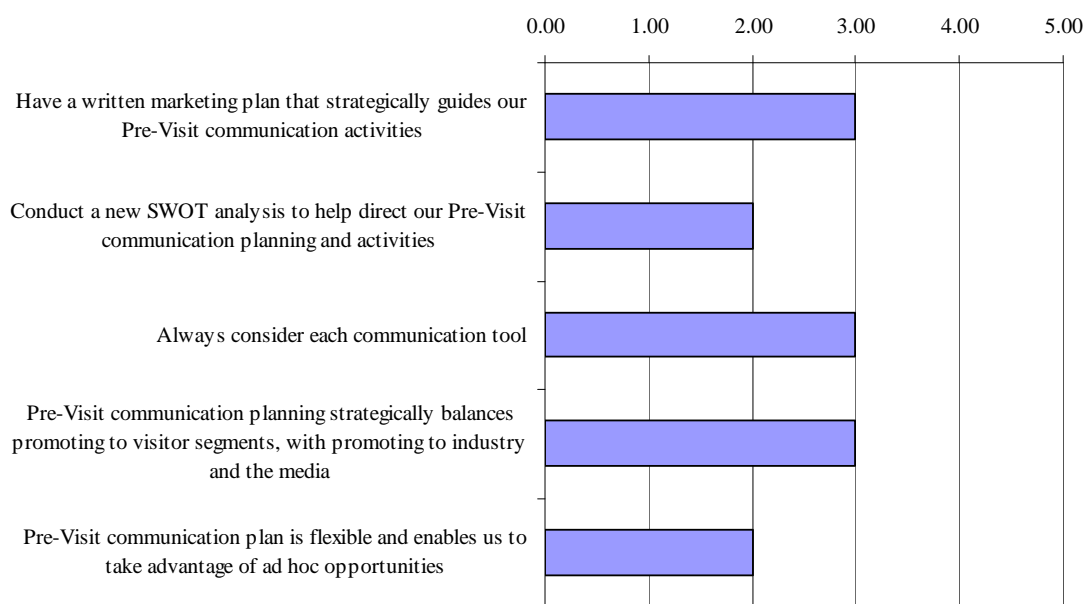 0.00 1.00 2.00 3.00 4.00 5.00
Have a written marketing plan that strategically guides our
Pre-Visit communication activities
Conduct a new SWOT analysis to help direct our Pre-Visit
communication planning and activities
Always consider each communication tool
Pre-Visit communication planning strategically balances
promoting to visitor segments, with promoting to industry
and the media
Pre-Visit communication plan is flexible and enables us to
take advantage of ad hoc opportunities